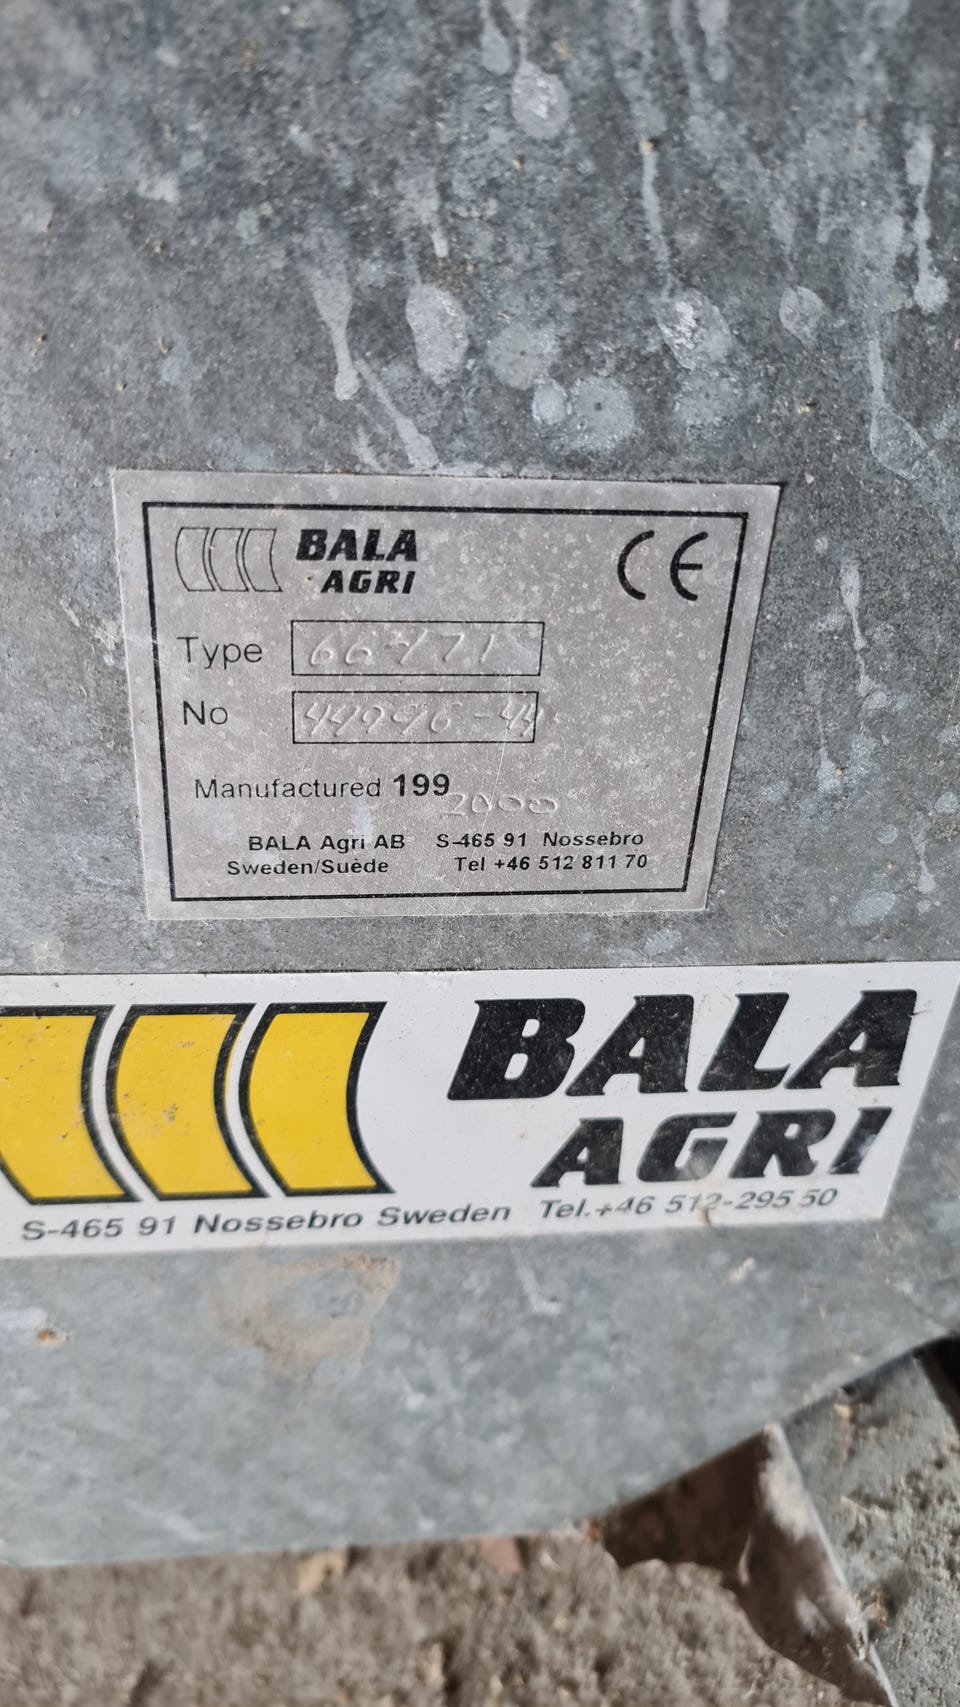 BALA
AGRI
CE
Type
No
Manufactured 199
2000
BALA Agri AB S-465 91 Nossebro
Sweden/Suède Tel +46 512 811 70
BALA
AGRI
S-465 91 Nossebro Sweden Tel.+46 512-295 50